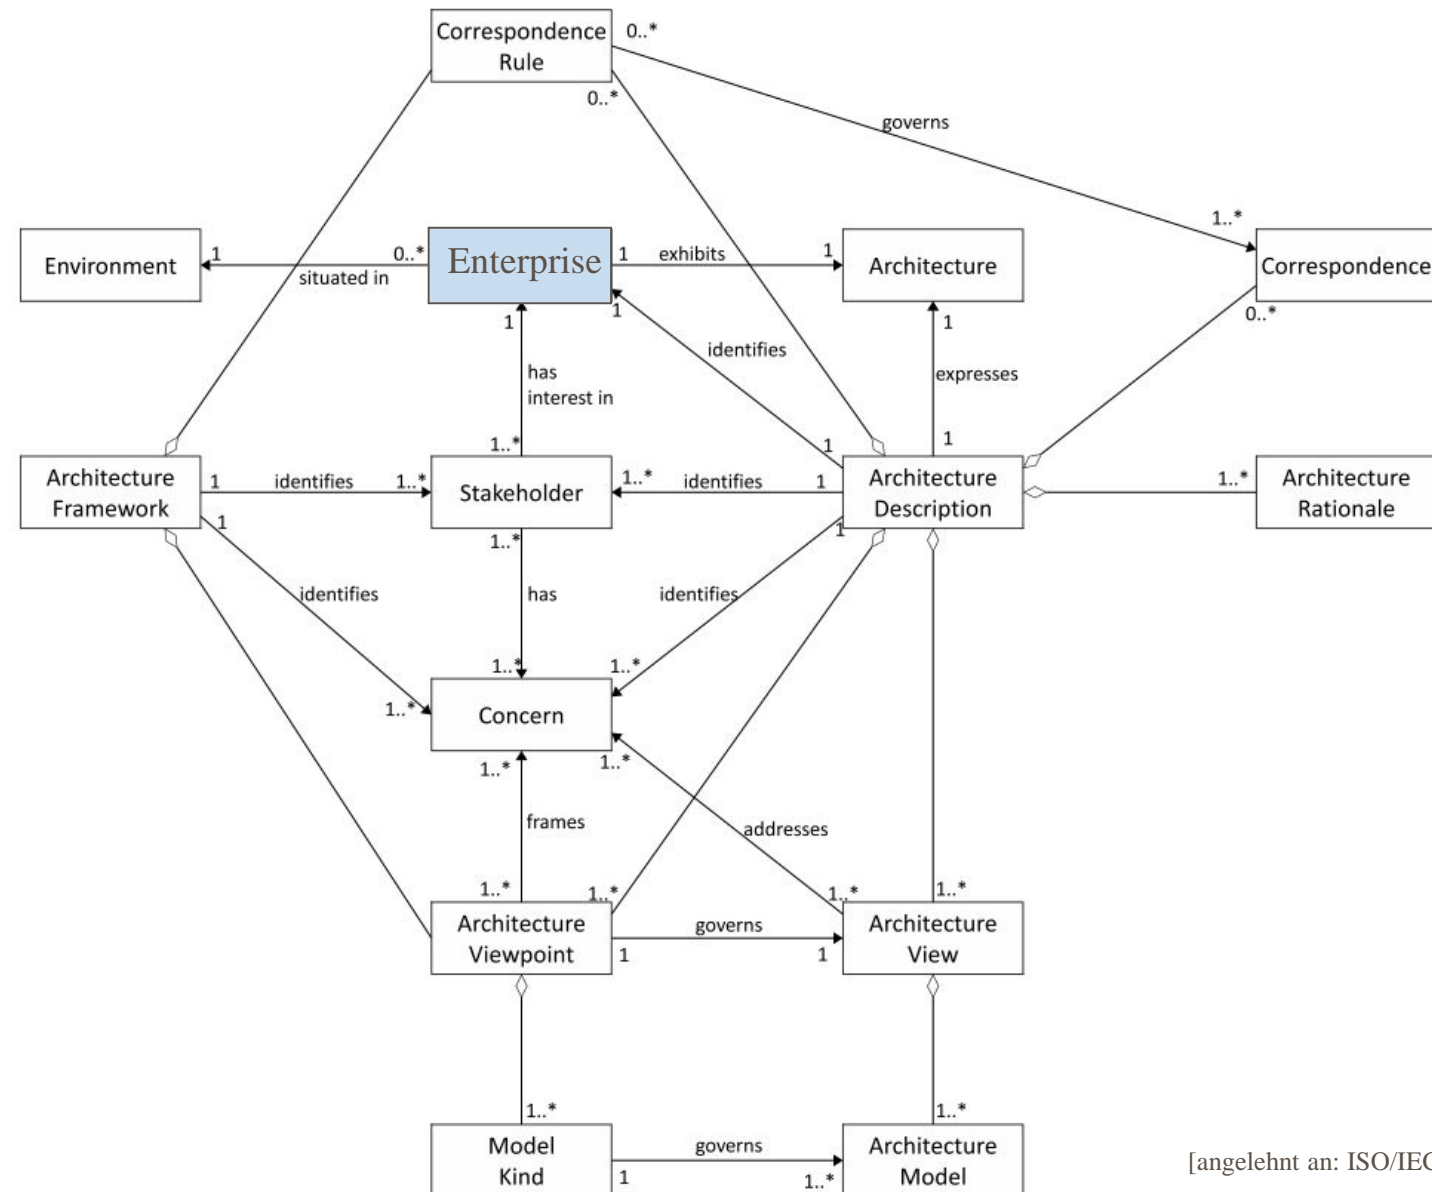 Correspondence
Rule
0..*
0..*
governs
1..*
Environment
1
situated in
0..*
Enterprise
1
exhibits
1
Architecture
Correspondence
0..*
1
1
identifies
1
has
interest in
expresses
1..*
1
1
Architecture
Framework
1
identifies
1..*
Stakeholder
1..*
identifies
1
Architecture
Description
1..*
Architecture
Rationale
1
1..*
1
identifies
has
identifies
1..*
1..*
1..*
Concern
1..*
1..*
frames
addresses
1..*
1..*
1..*
1..*
Architecture
Viewpoint
governs
1
1
Architecture
View
1..*
1..*
Model
Kind
governs
1
1..*
Architecture
Model
[angelehnt an: ISO/IEC